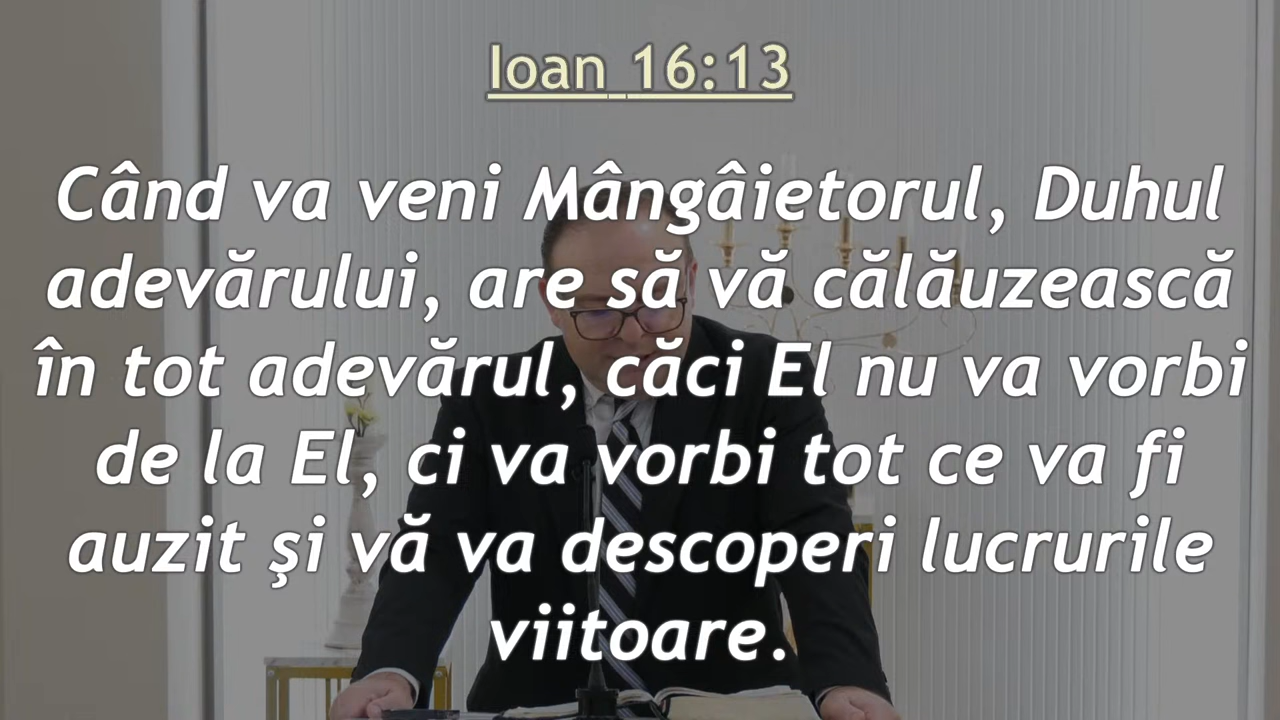 Ioan 16:13
Când va veni Mângâietorul, Duhul
adevărului, are să vă călăuzească
în tot adevărul, căci El nu va vorbi
de la El, ci va vorbi tot ce va fi
auzit şi vă va descoperi lucrurile
viitoare.